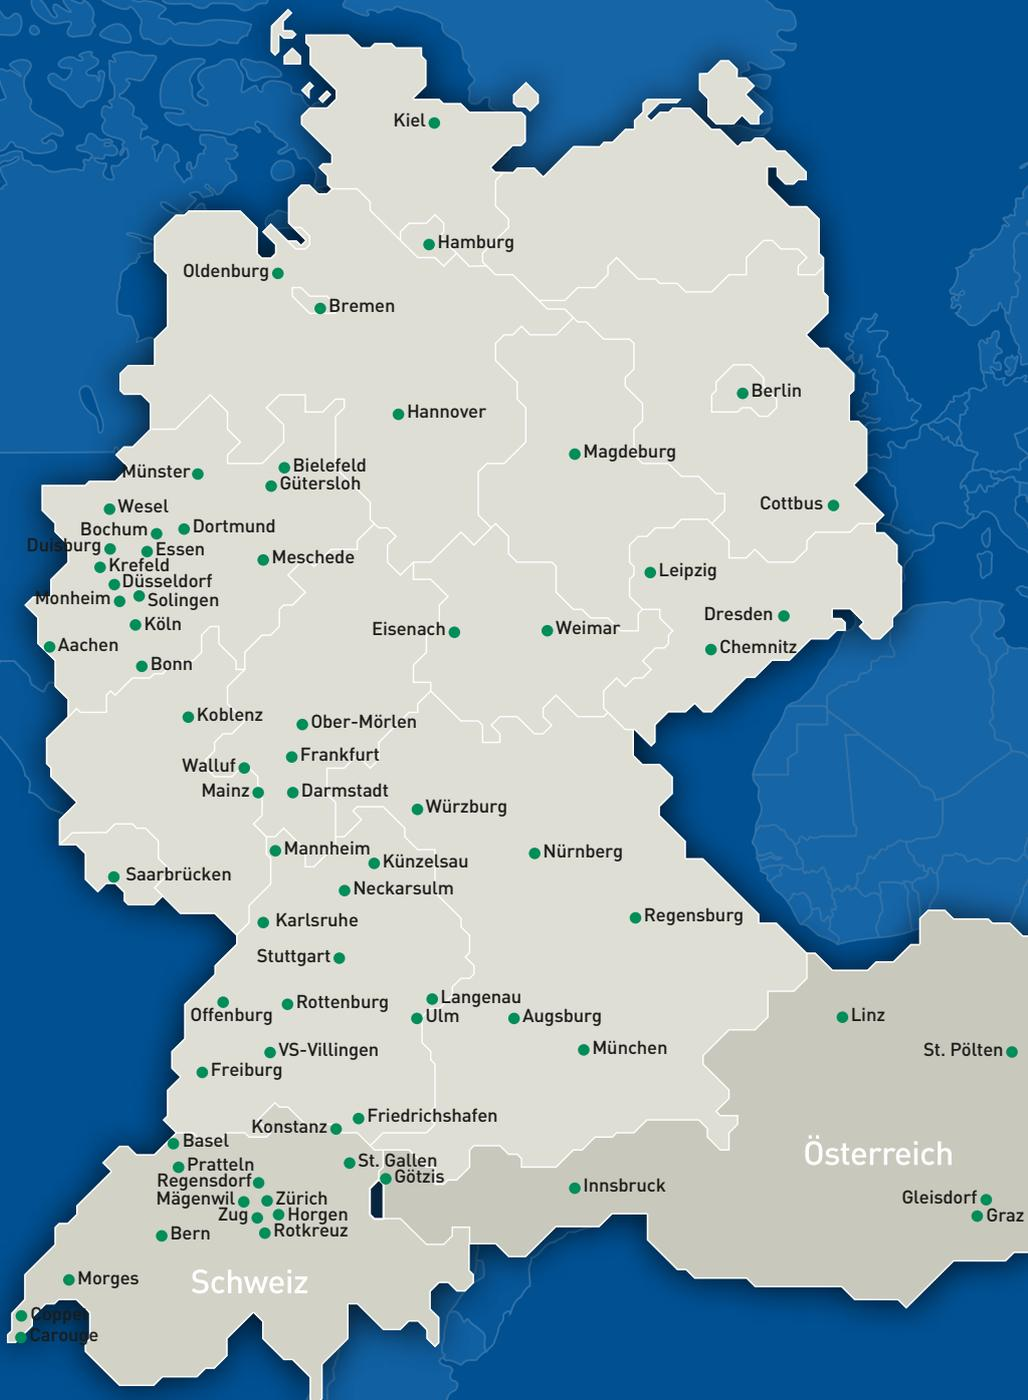 Kiel
Hamburg
Oldenburg
Bremen
Berlin
Hannover
Magdeburg
Münster
Bielefeld
Gütersloh
Cottbus
Wesel
Bochum
Dortmund
Duisburg
Essen
Meschede
Krefeld
Leipzig
Düsseldorf
Monheim
Solingen
Dresden
Köln
Eisenach
Weimar
Aachen
Chemnitz
Bonn
Koblenz
Ober-Mörlen
Frankfurt
Walluf
Mainz
Darmstadt
Würzburg
Mannheim
Künzelsau
Nürnberg
Saarbrücken
Neckarsulm
Karlsruhe
Regensburg
Stuttgart
Langenau
Rottenburg
Offenburg
Ulm
Augsburg
Linz
VS-Villingen
München
St. Pölten
Freiburg
Friedrichshafen
Konstanz
Basel
Österreich
Pratteln
St. Gallen
Regensdorf
Götzis
Innsbruck
Mägenwil
Zürich
Gleisdorf
Zug
Horgen
Graz
Bern
Rotkreuz
Morges
Schweiz
Coppet
Carouge